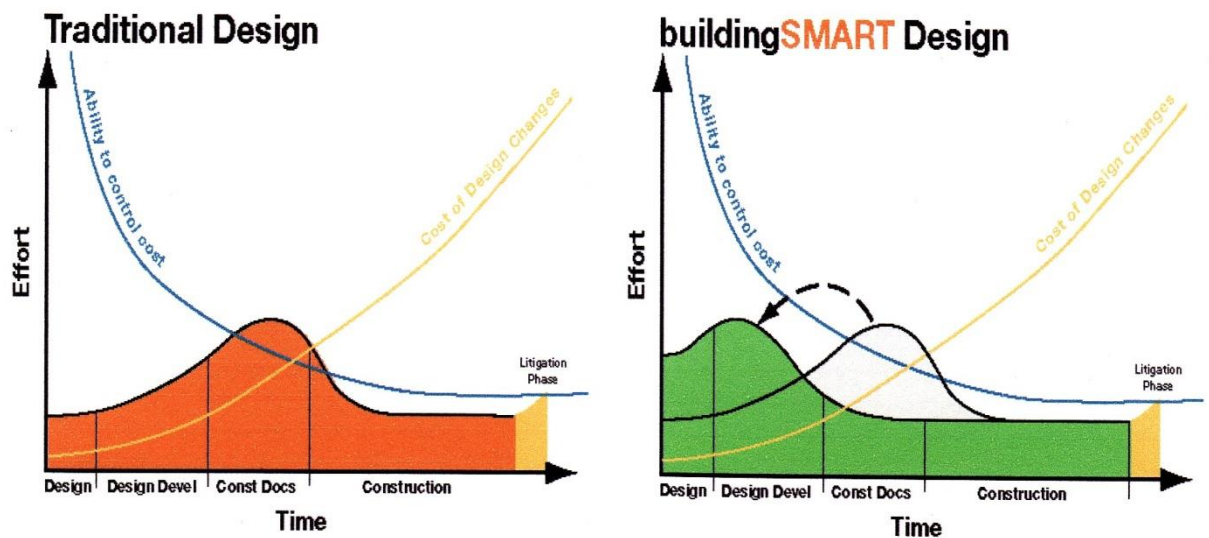 Traditional Design
Effort
Ability to control cost
Cost of Design Changes
Litigation
Phase
Design
Design Devel
Const Docs
Construction
Time
buildingSMART Design
Effort
Ability to control cost
Cost of Design Changes
Litigation
Phase
Design
Design Devel
Const Docs
Construction
Time